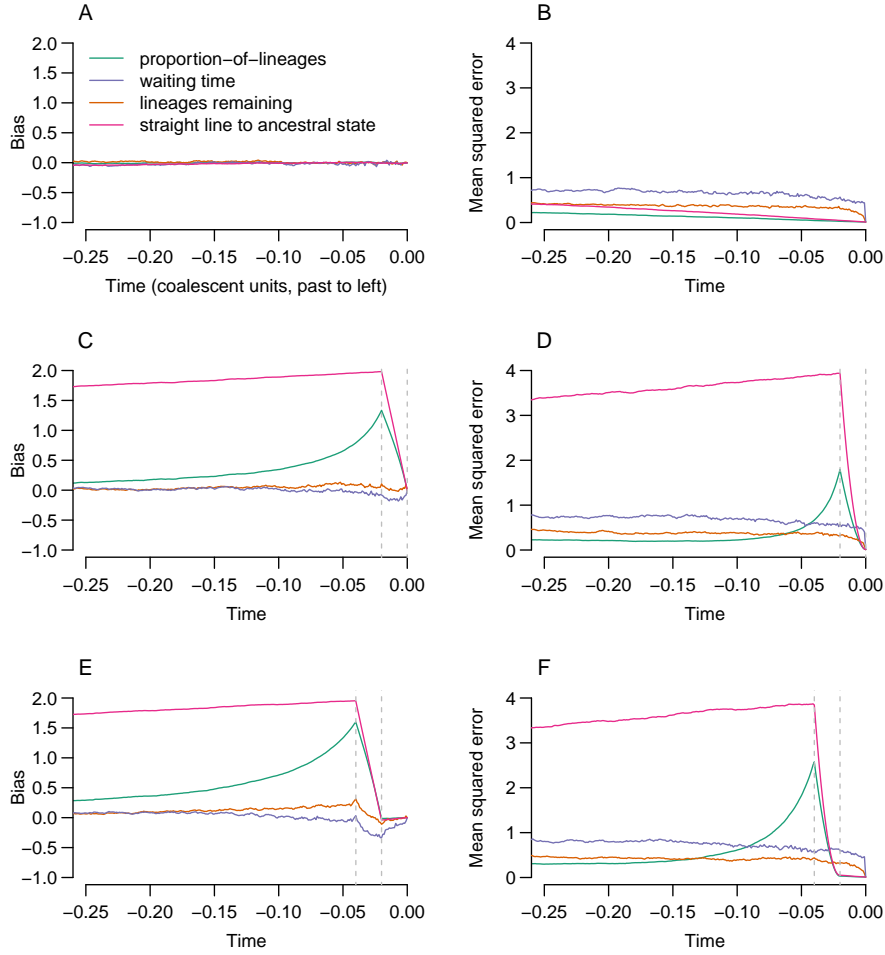 A
2.0
1.5
1.0
0.5
0.0
−0.5
−1.0
Bias
proportion−of−lineages
waiting time
lineages remaining
straight line to ancestral state
−0.25 −0.20 −0.15 −0.10 −0.05 0.00
Time (coalescent units, past to left)
B
4
3
2
1
0
Mean squared error
−0.25 −0.20 −0.15 −0.10 −0.05 0.00
Time
C
2.0
1.5
1.0
0.5
0.0
−0.5
−1.0
Bias
−0.25 −0.20 −0.15 −0.10 −0.05 0.00
Time
D
4
3
2
1
0
Mean squared error
−0.25 −0.20 −0.15 −0.10 −0.05 0.00
Time
E
2.0
1.5
1.0
0.5
0.0
−0.5
−1.0
Bias
−0.25 −0.20 −0.15 −0.10 −0.05 0.00
Time
F
4
3
2
1
0
Mean squared error
−0.25 −0.20 −0.15 −0.10 −0.05 0.00
Time